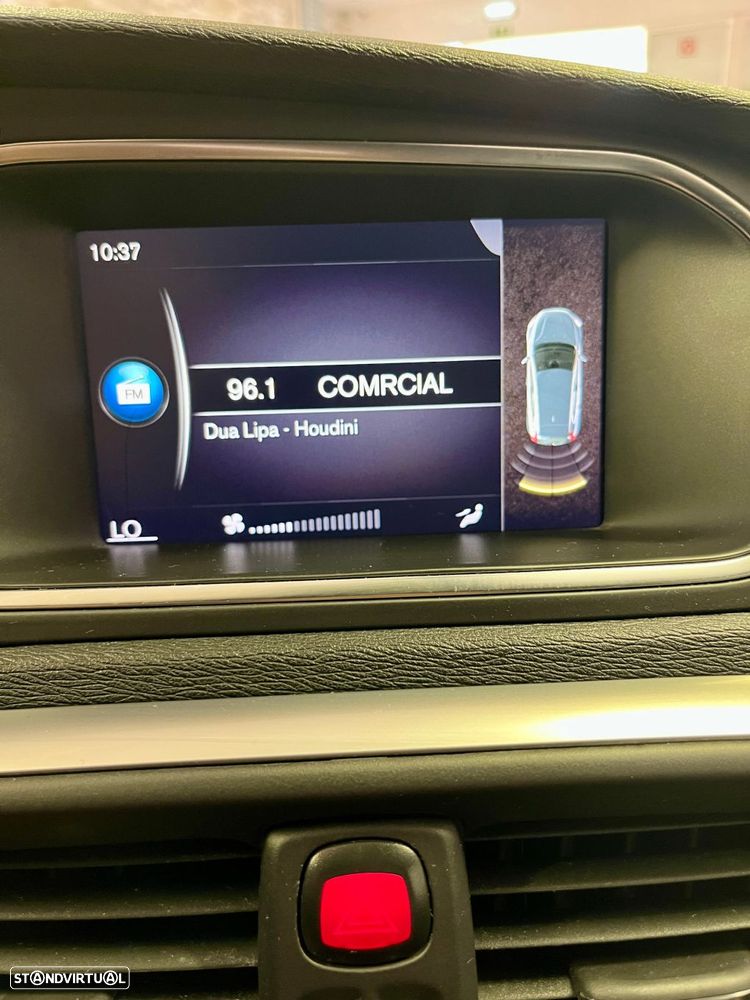 10:37
FM
96.1 COMRCIAL
Dua Lipa - Houdini
LO
STANDVIRTUAL